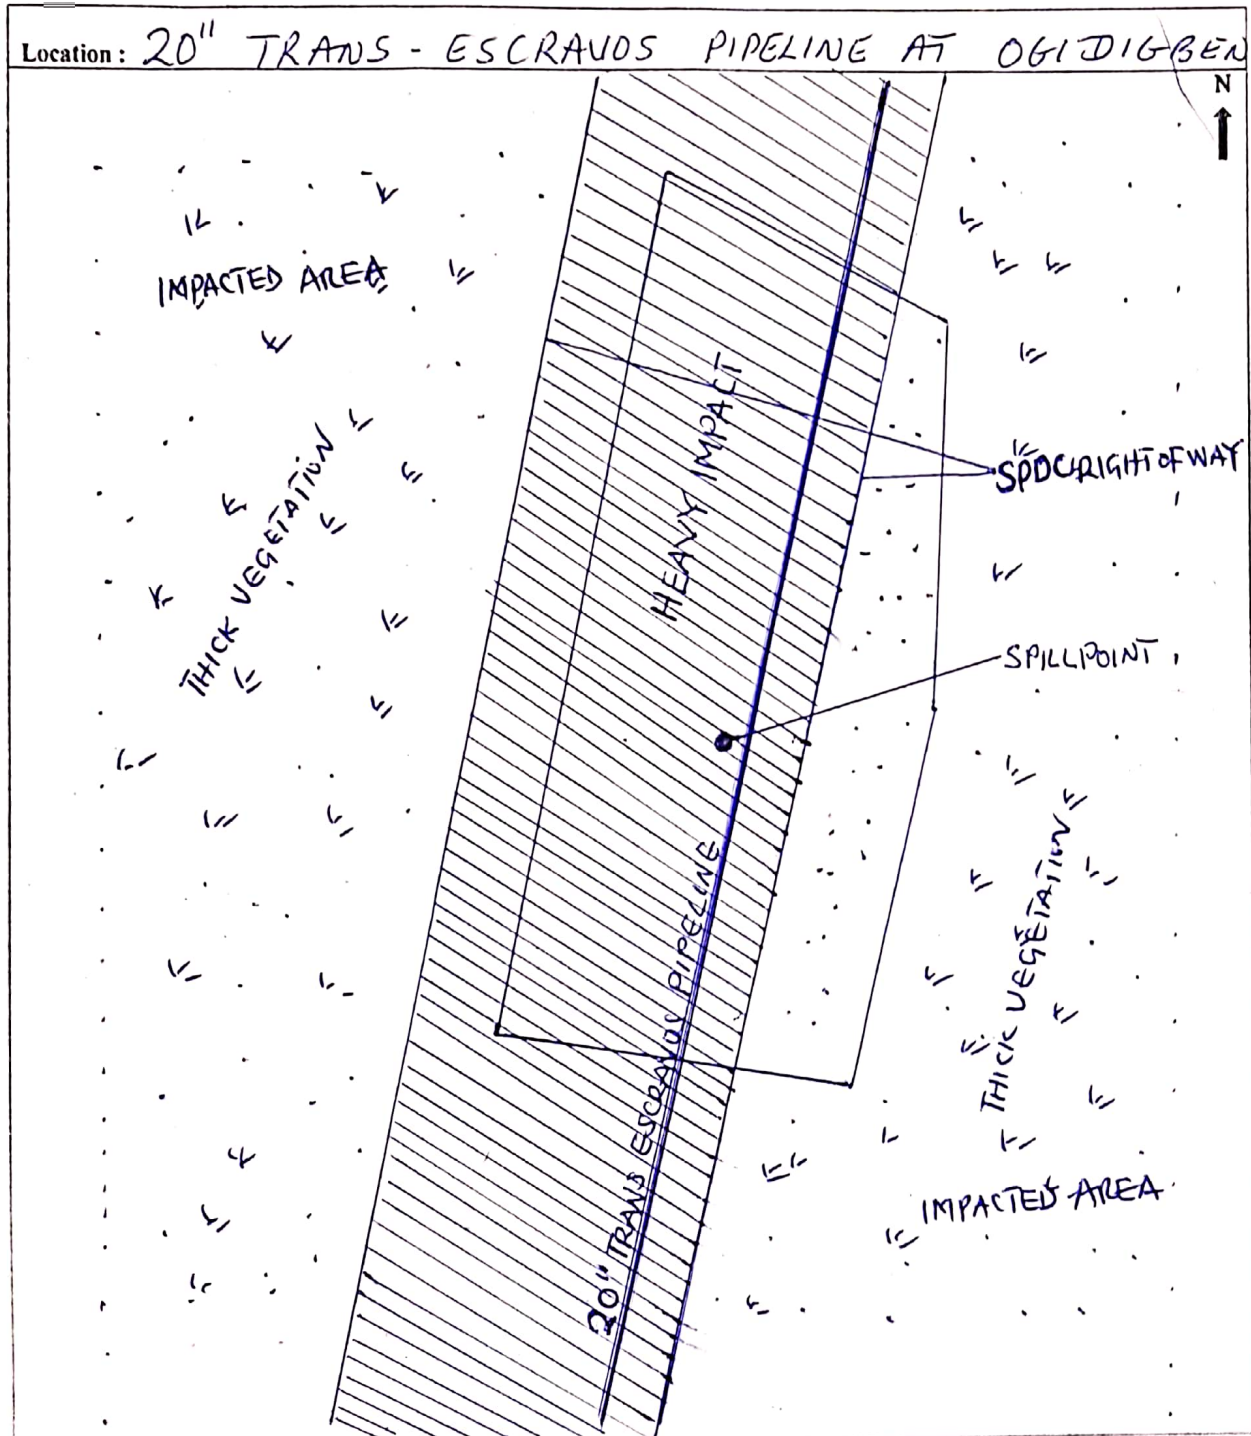 Location : 20" TRANS - ESCRAVOS PIPELINE AT OGIDIGBEN
N
IMPACTED AREA
HEAVY IMPACT
THICK VEGETATION
SPDC RIGHT OF WAY
SPILLPOINT
20" TRANS ESCRAVOS PIPELINE
THICK VEGETATION
IMPACTED AREA